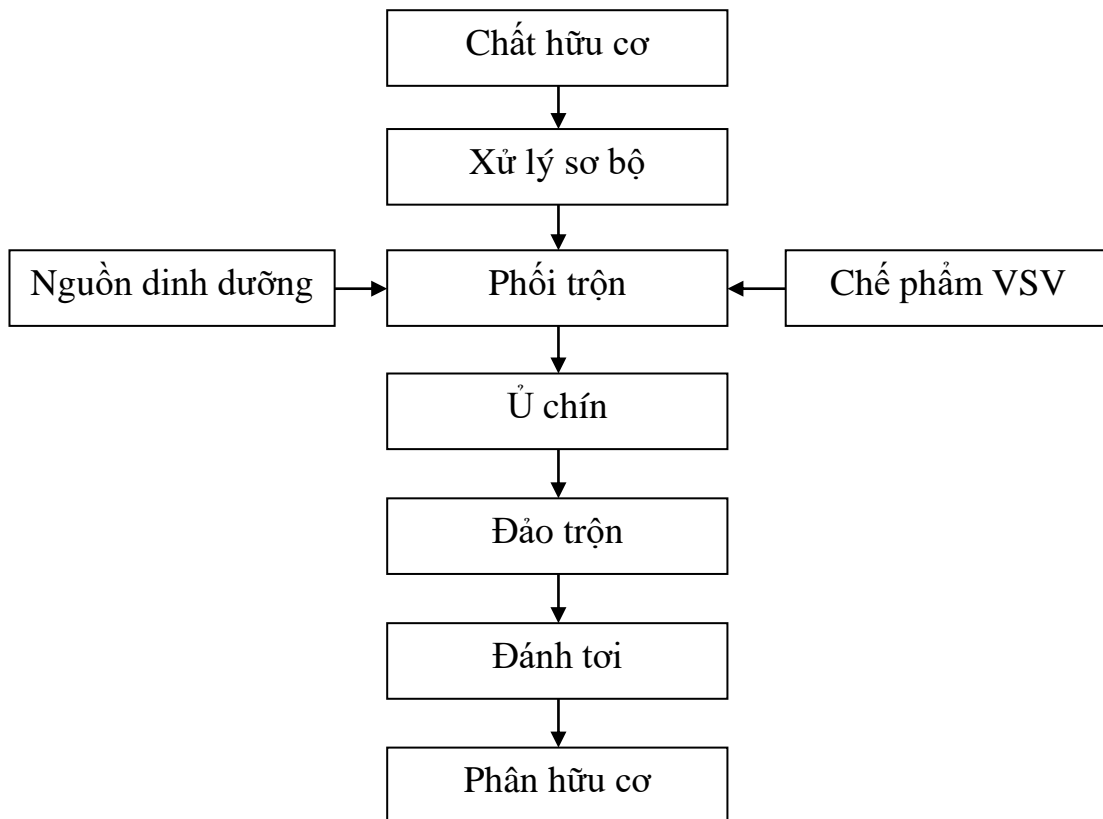 Chất hữu cơ
Xử lý sơ bộ
Nguồn dinh dưỡng
Phối trộn
Chế phẩm VSV
Ủ chín
Đảo trộn
Đánh tơi
Phân hữu cơ